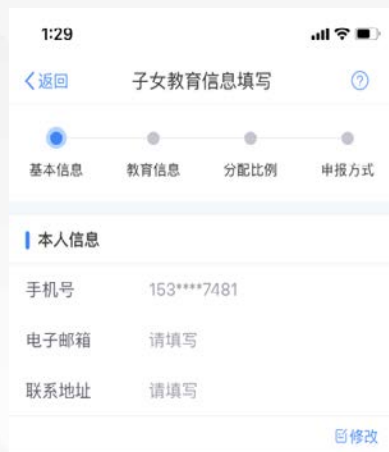 1:29
返回 子女教育信息填写
基本信息 教育信息 分配比例 申报方式
本人信息
手机号 153****7481
电子邮箱 请填写
联系地址 请填写
修改